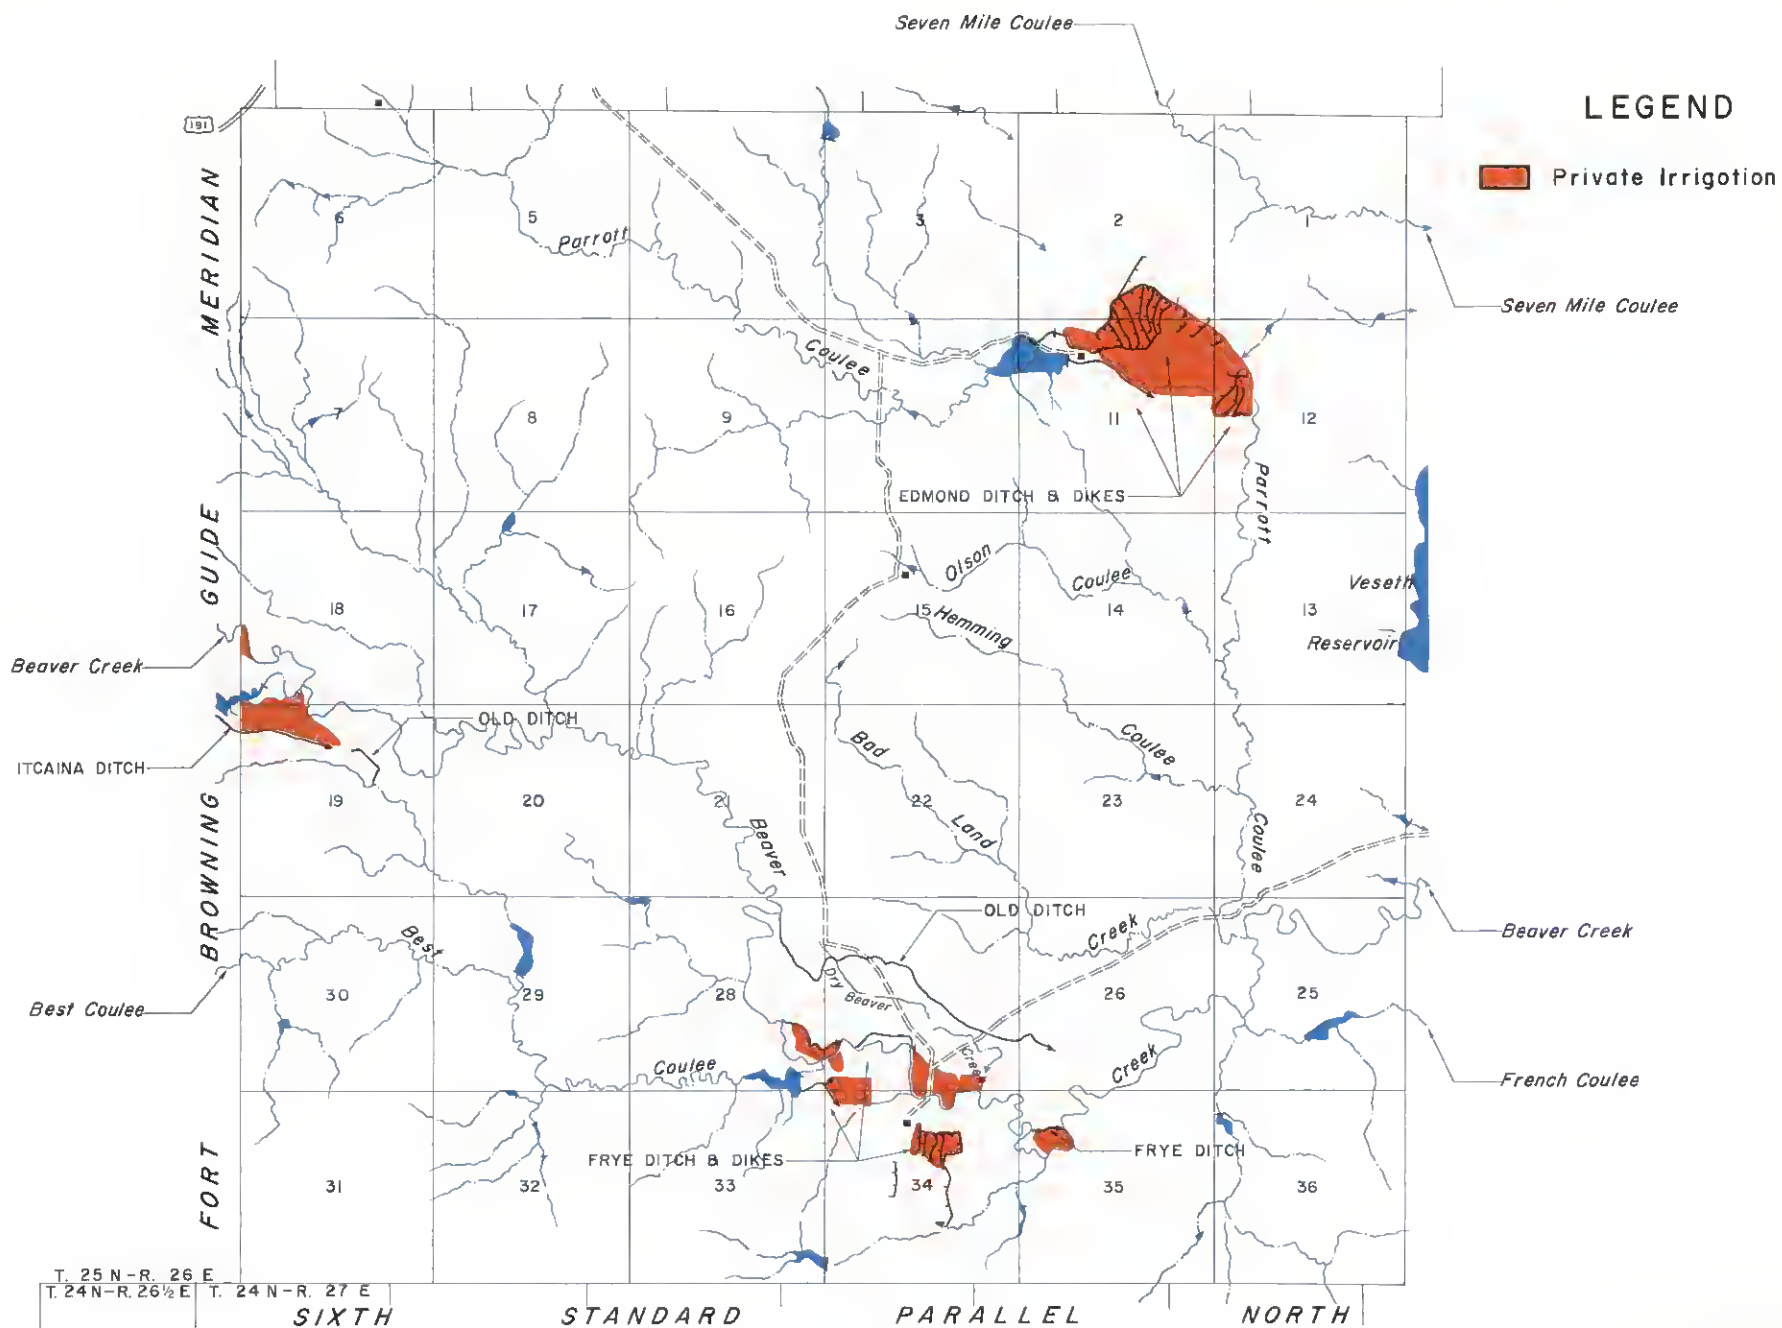 Seven Mile Coulee
LEGEND
Private Irrigotion
191
MERIDIAN
GUIDE
BROWNING
FORT
6
5
3
2
1
Parrott
Seven Mile Coulee
Coulee
7
8
9
11
12
EDMOND DITCH & DIKES
Parrott
Olson
Coulee
Veseth
Reservoir
18
17
16
15
14
13
Hemming
Beaver Creek
OLD DITCH
ITCAINA DITCH
Bad
Land
Coulee
19
20
21
22
23
24
Beaver
Coulee
OLD DITCH
Creek
Best
Beaver Creek
Dry
Beaver
Creek
Best Coulee
30
29
28
26
25
Coulee
Creek
French Coulee
FRYE DITCH & DIKES
FRYE DITCH
31
32
33
34
35
36
T. 25 N-R. 26 E
T. 24 N-R. 26½ E
T. 24 N-R. 27 E
SIXTH STANDARD PARALLEL NORTH